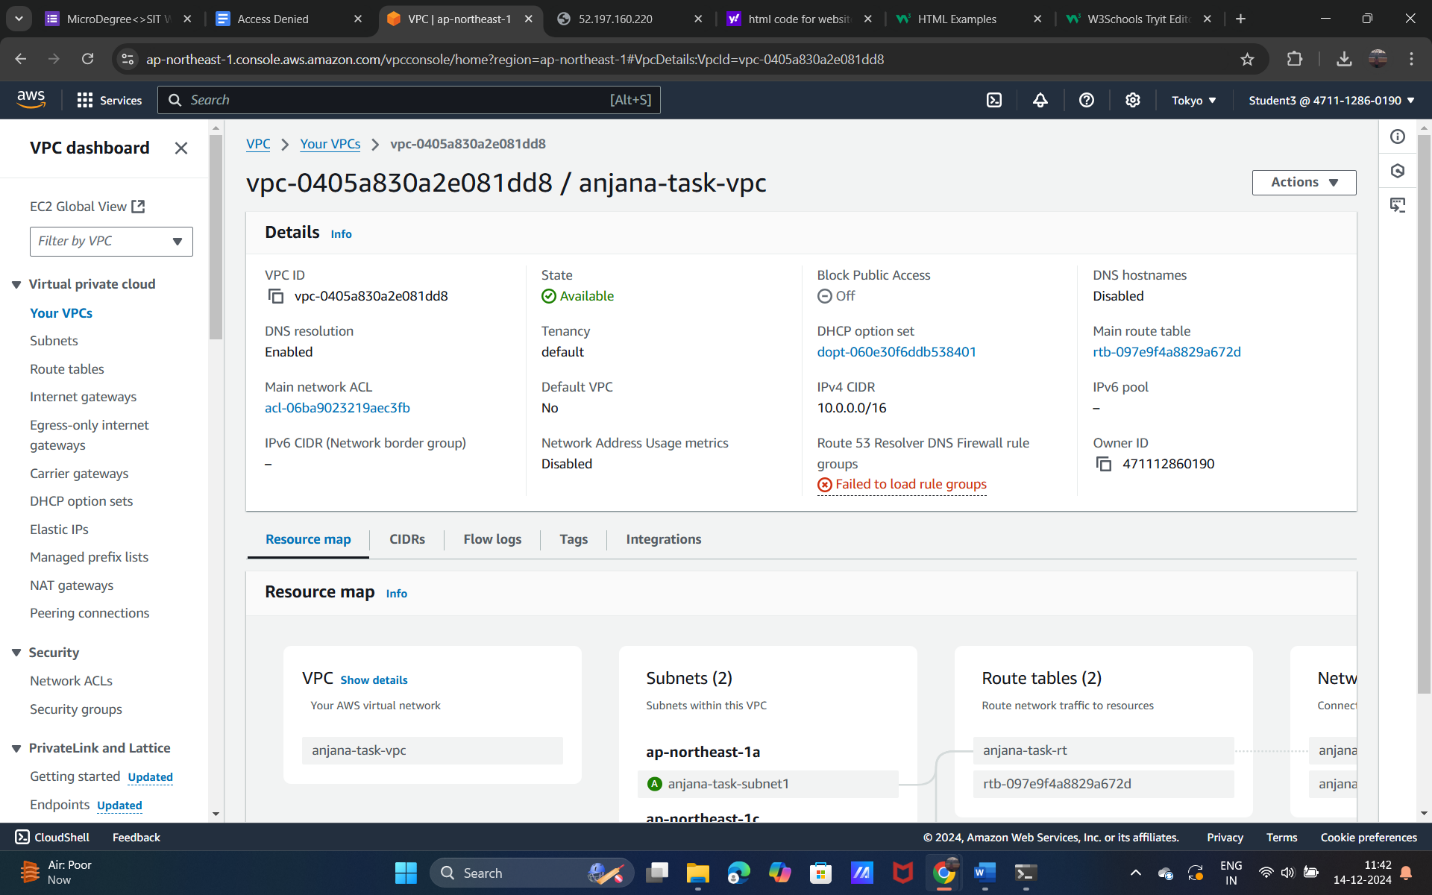 MicroDegree<>SIT W
Access Denied
VPC | ap-northeast-1
52.197.160.220
html code for websit
HTML Examples
W3Schools Tryit Edit
ap-northeast-1.console.aws.amazon.com/vpcconsole/home?region=ap-northeast-1#VpcDetails:VpcId=vpc-0405a830a2e081dd8
aws
Services
Search
[Alt+S]
Tokyo
Student3 @ 4711-1286-0190
VPC dashboard
EC2 Global View
Filter by VPC
Virtual private cloud
Your VPCs
Subnets
Route tables
Internet gateways
Egress-only internet
gateways
Carrier gateways
DHCP option sets
Elastic IPs
Managed prefix lists
NAT gateways
Peering connections
Security
Network ACLs
Security groups
PrivateLink and Lattice
Getting started Updated
Endpoints Updated
VPC > Your VPCs > vpc-0405a830a2e081dd8
vpc-0405a830a2e081dd8 / anjana-task-vpc
Actions
Details Info
VPC ID
vpc-0405a830a2e081dd8
State
Available
Block Public Access
Off
DNS hostnames
Disabled
DNS resolution
Enabled
Tenancy
default
DHCP option set
dopt-060e30f6ddb538401
Main route table
rtb-097e9f4a8829a672d
Main network ACL
acl-06ba9023219aec3fb
Default VPC
No
IPv4 CIDR
10.0.0.0/16
IPv6 pool
–
IPv6 CIDR (Network border group)
–
Network Address Usage metrics
Disabled
Route 53 Resolver DNS Firewall rule
groups
Failed to load rule groups
Owner ID
471112860190
Resource map
CIDRs
Flow logs
Tags
Integrations
Resource map Info
VPC Show details
Your AWS virtual network
anjana-task-vpc
Subnets (2)
Subnets within this VPC
ap-northeast-1a
A anjana-task-subnet1
ap-northeast-1c
Route tables (2)
Route network traffic to resources
anjana-task-rt
rtb-097e9f4a8829a672d
Netw
Connect
anjana
anjana
CloudShell
Feedback
© 2024, Amazon Web Services, Inc. or its affiliates.
Privacy
Terms
Cookie preferences
Air: Poor
Now
Search
ENG
IN
11:42
14-12-2024